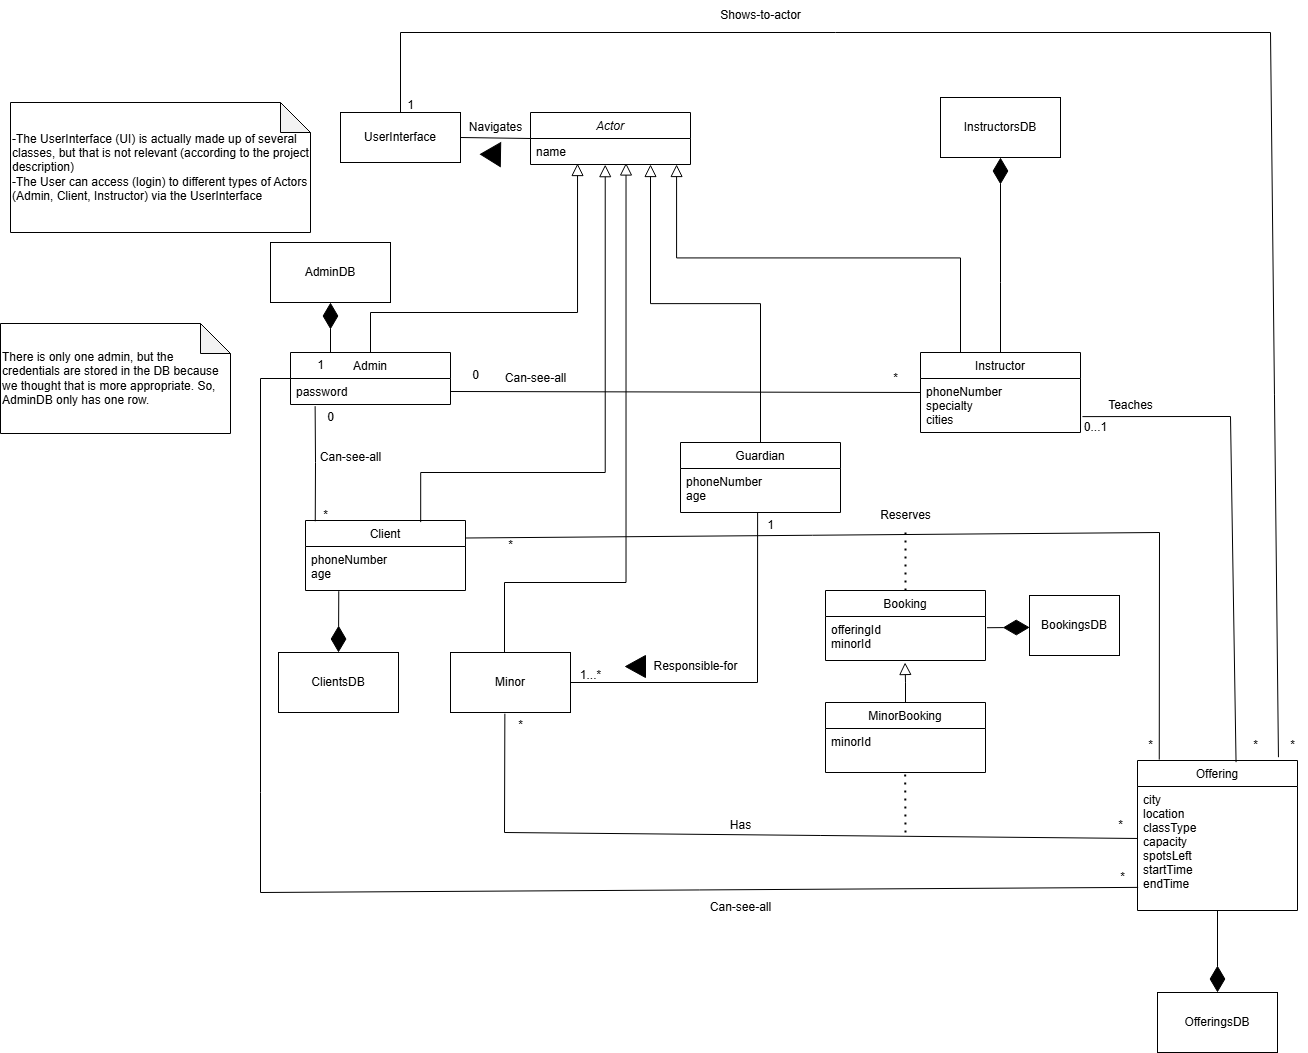 Shows-to-actor
1
-The UserInterface (UI) is actually made up of several
classes, but that is not relevant (according to the project
description)
-The User can access (login) to different types of Actors
(Admin, Client, Instructor) via the UserInterface
UserInterface
Navigates
Actor
name
InstructorsDB
AdminDB
There is only one admin, but the
credentials are stored in the DB because
we thought that is more appropriate. So,
AdminDB only has one row.
1
Admin
password
0
Can-see-all
*
Instructor
phoneNumber
specialty
cities
Teaches
0...1
0
Can-see-all
*
Guardian
phoneNumber
age
1
Client
phoneNumber
age
*
Reserves
Booking
offeringId
minorId
BookingsDB
ClientsDB
Minor
1...*
Responsible-for
*
MinorBooking
minorId
*
*
*
Offering
city
location
classType
capacity
spotsLeft
startTime
endTime
Has
*
*
Can-see-all
OfferingsDB